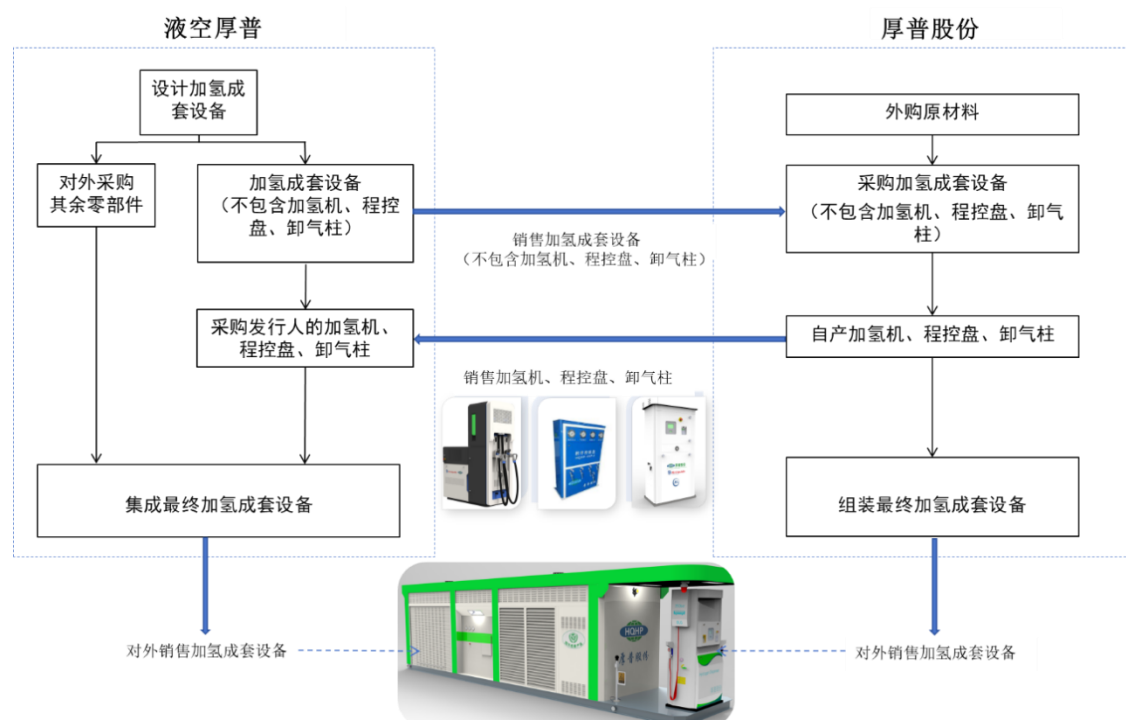 液空厚普
厚普股份
设计加氢成
套设备
外购原材料
对外采购
其余零部件
加氢成套设备
（不包含加氢机、程控
盘、卸气柱）
采购加氢成套设备
（不包含加氢机、程控盘、卸气
柱）
销售加氢成套设备
（不包含加氢机、程控盘、卸气柱）
采购发行人的加氢机、
程控盘、卸气柱
自产加氢机、程控盘、卸气柱
销售加氢机、程控盘、卸气柱
集成最终加氢成套设备
组装最终加氢成套设备
HQHP
厚普股份
对外销售加氢成套设备
对外销售加氢成套设备